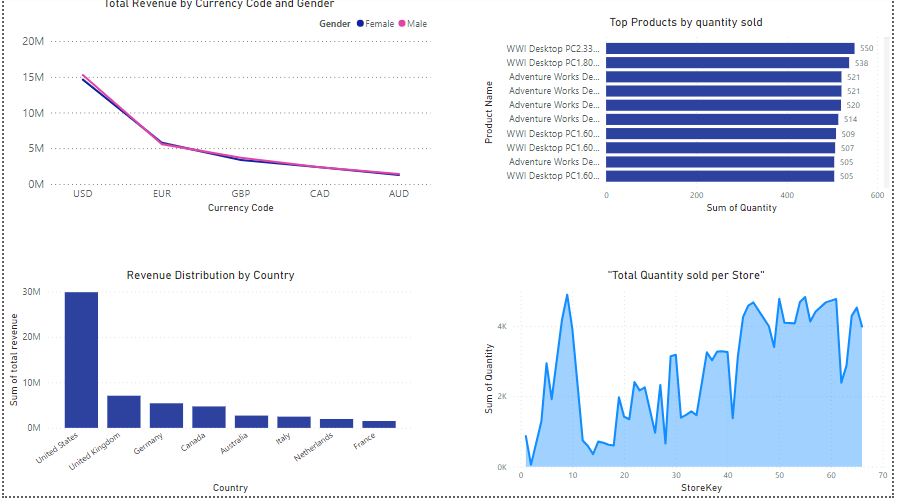 Total Revenue by Currency Code and Gender
Gender Female Male
20M
15M
10M
5M
0M
USD EUR GBP CAD AUD
Currency Code
Top Products by quantity sold
Product Name
WWI Desktop PC2.33... 550
WWI Desktop PC1.80... 538
Adventure Works De... 521
Adventure Works De... 521
Adventure Works De... 520
Adventure Works De... 514
WWI Desktop PC1.60... 509
WWI Desktop PC1.60... 507
Adventure Works De... 505
WWI Desktop PC1.60... 505
0 200 400 600
Sum of Quantity
Revenue Distribution by Country
Sum of total revenue
30M
20M
10M
0M
United States United Kingdom Germany Canada Australia Italy Netherlands France
Country
"Total Quantity sold per Store"
Sum of Quantity
4K
2K
0K
0 10 20 30 40 50 60 70
StoreKey